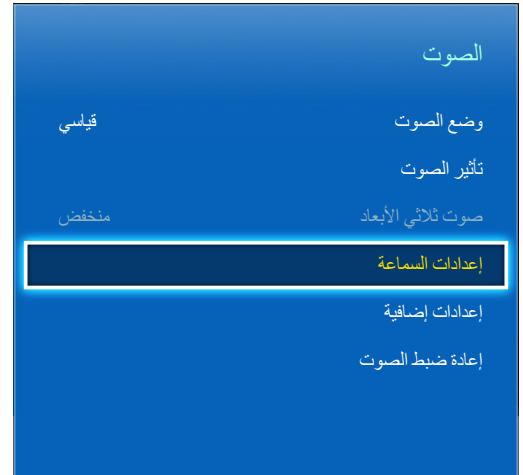 الصوت
وضع الصوت قياسي
تأثير الصوت
صوت ثلاثي الأبعاد منخفض
إعدادات السماعة
إعدادات إضافية
إعادة ضبط الصوت